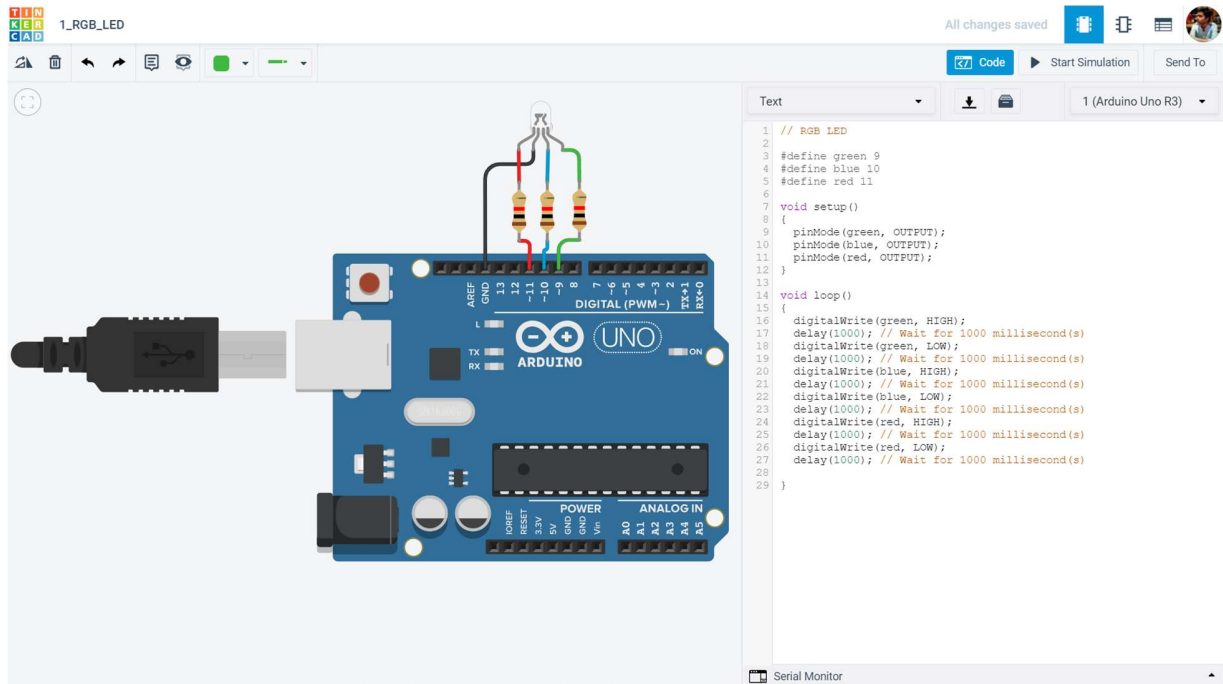 TIN
KER
CAD
1_RGB_LED
All changes saved
Code
Start Simulation
Send To
Text
1 (Arduino Uno R3)
1 // RGB LED
2
3 #define green 9
4 #define blue 10
5 #define red 11
6
7 void setup()
8 {
9 pinMode(green, OUTPUT);
10 pinMode(blue, OUTPUT);
11 pinMode(red, OUTPUT);
12 }
13
14 void loop()
15 {
16 digitalWrite(green, HIGH);
17 delay(1000); // Wait for 1000 millisecond(s)
18 digitalWrite(green, LOW);
19 delay(1000); // Wait for 1000 millisecond(s)
20 digitalWrite(blue, HIGH);
21 delay(1000); // Wait for 1000 millisecond(s)
22 digitalWrite(blue, LOW);
23 delay(1000); // Wait for 1000 millisecond(s)
24 digitalWrite(red, HIGH);
25 delay(1000); // Wait for 1000 millisecond(s)
26 digitalWrite(red, LOW);
27 delay(1000); // Wait for 1000 millisecond(s)
28
29 }
AREF GND 13 12 ~11 ~10 ~9 8 7 ~6 ~5 4 ~3 2 TX→1 RX←0
DIGITAL (PWM~)
L
TX
RX
ARDUINO
UNO
ON
POWER
ANALOG IN
IOREF RESET 3.3V 5V GND GND Vin A0 A1 A2 A3 A4 A5
Serial Monitor